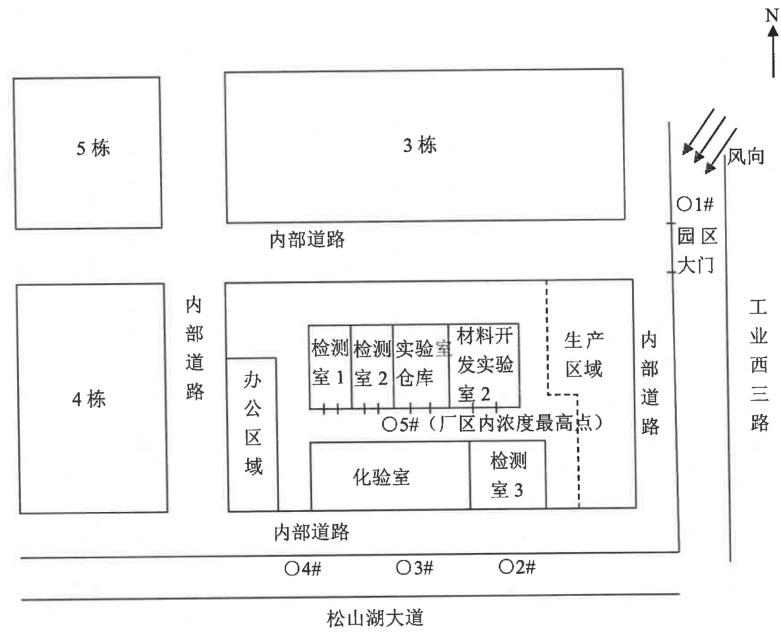 N
风向
5 栋
3 栋
○1#
园 区
大门
内部道路
内部道路
检测室 1
检测室 2
实验室仓库
材料开发实验室 2
生产区域
内部道路
工业西三路
4 栋
办公区域
○5#（厂区内浓度最高点）
化验室
检测室 3
内部道路
○4#
○3#
○2#
松山湖大道